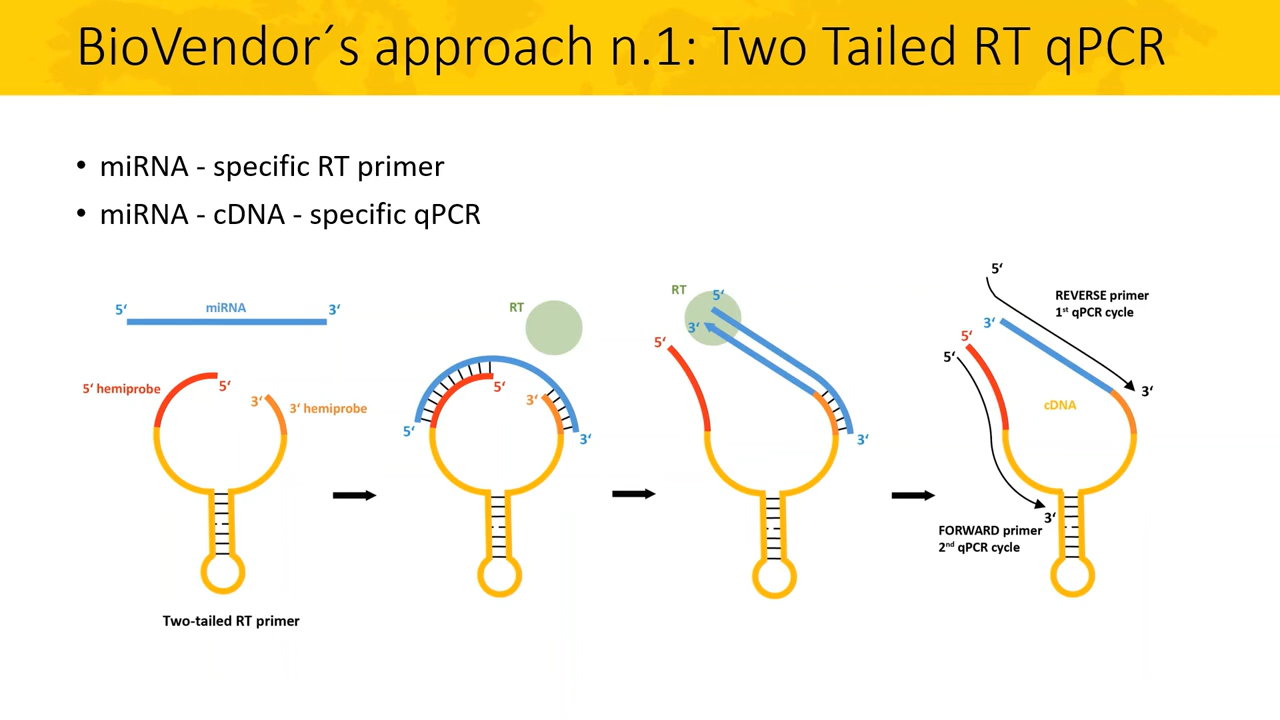 BioVendor´s approach n.1: Two Tailed RT qPCR
• miRNA - specific RT primer
• miRNA - cDNA - specific qPCR
5‘ miRNA 3‘
5‘ hemiprobe
5‘
3‘
3‘ hemiprobe
Two-tailed RT primer
RT
5‘
3‘
5‘
3‘
RT
5‘
3‘
5‘
3‘
5‘
REVERSE primer
1st qPCR cycle
3‘
5‘
5‘
3‘
cDNA
FORWARD primer
2nd qPCR cycle
3‘